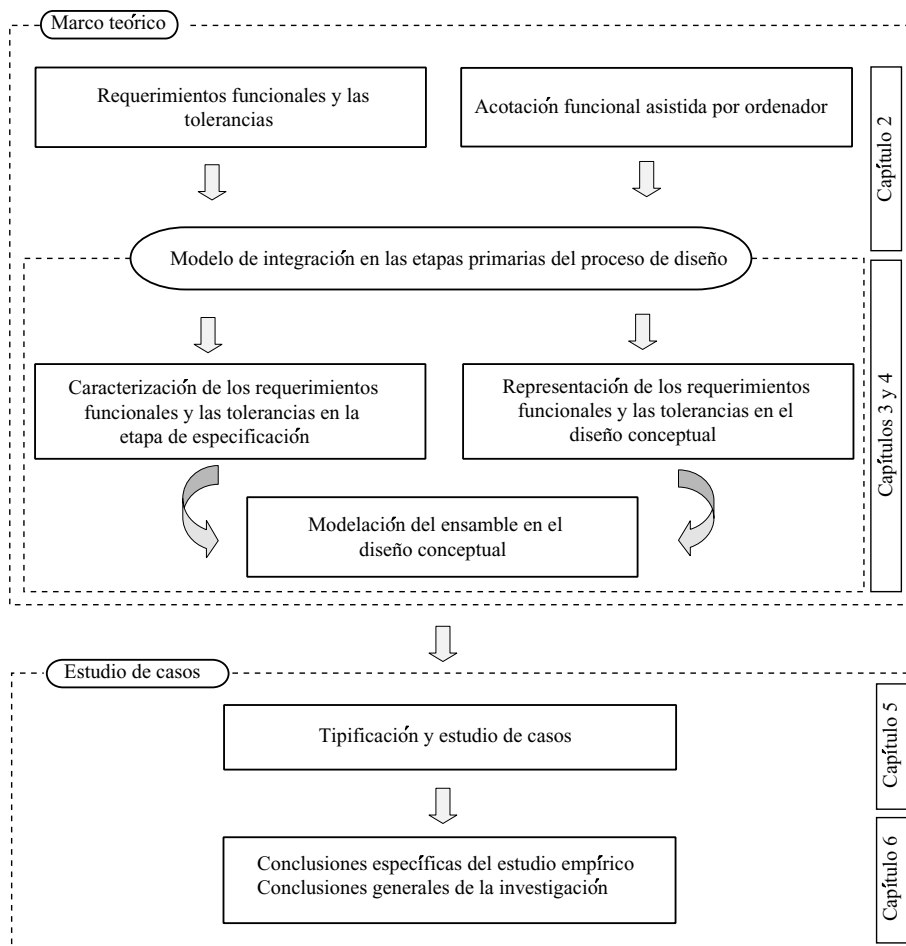 Marco teórico
Requerimientos funcionales y las
tolerancias
Acotación funcional asistida por ordenador
Capítulo 2
Modelo de integración en las etapas primarias del proceso de diseño
Caracterización de los requerimientos
funcionales y las tolerancias en la
etapa de especificación
Representación de los requerimientos
funcionales y las tolerancias en el
diseño conceptual
Capítulos 3 y 4
Modelación del ensamble en el
diseño conceptual
Estudio de casos
Tipificación y estudio de casos
Capítulo 5
Conclusiones específicas del estudio empírico
Conclusiones generales de la investigación
Capítulo 6